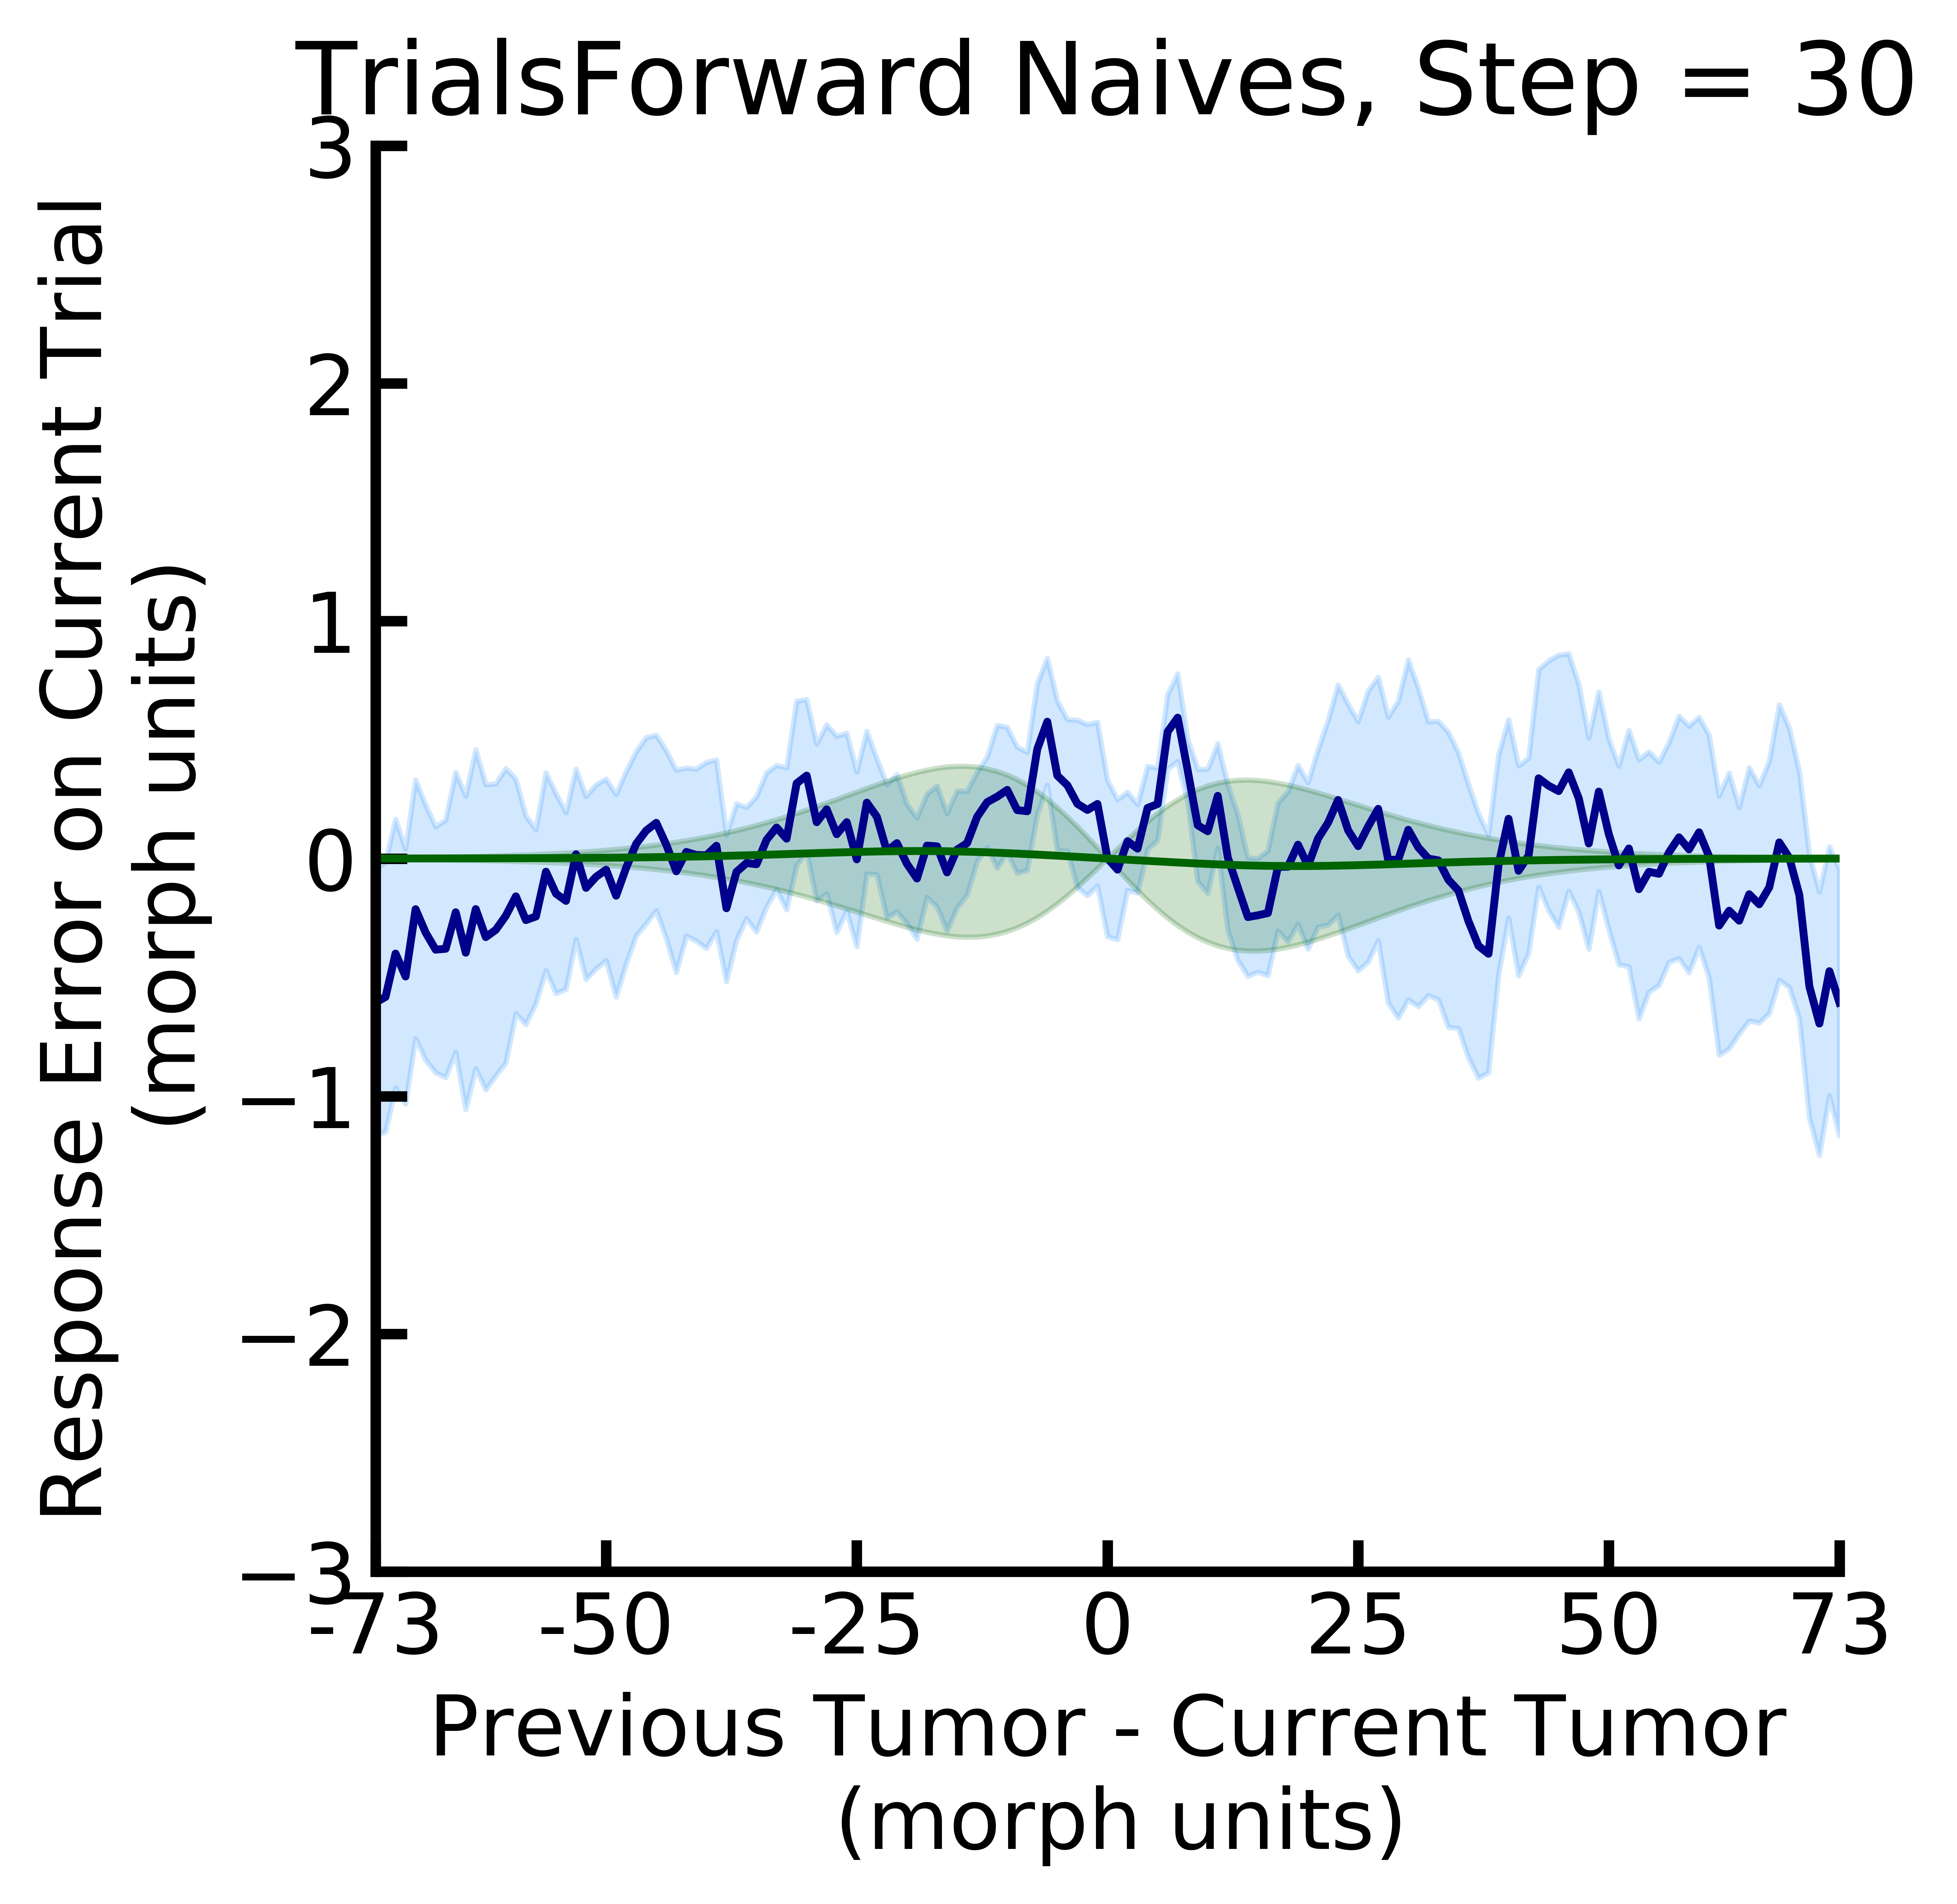 TrialsForward Naives, Step = 30
Response Error on Current Trial
(morph units)
3
2
1
0
−1
−2
−3
-73 -50 -25 0 25 50 73
Previous Tumor - Current Tumor
(morph units)